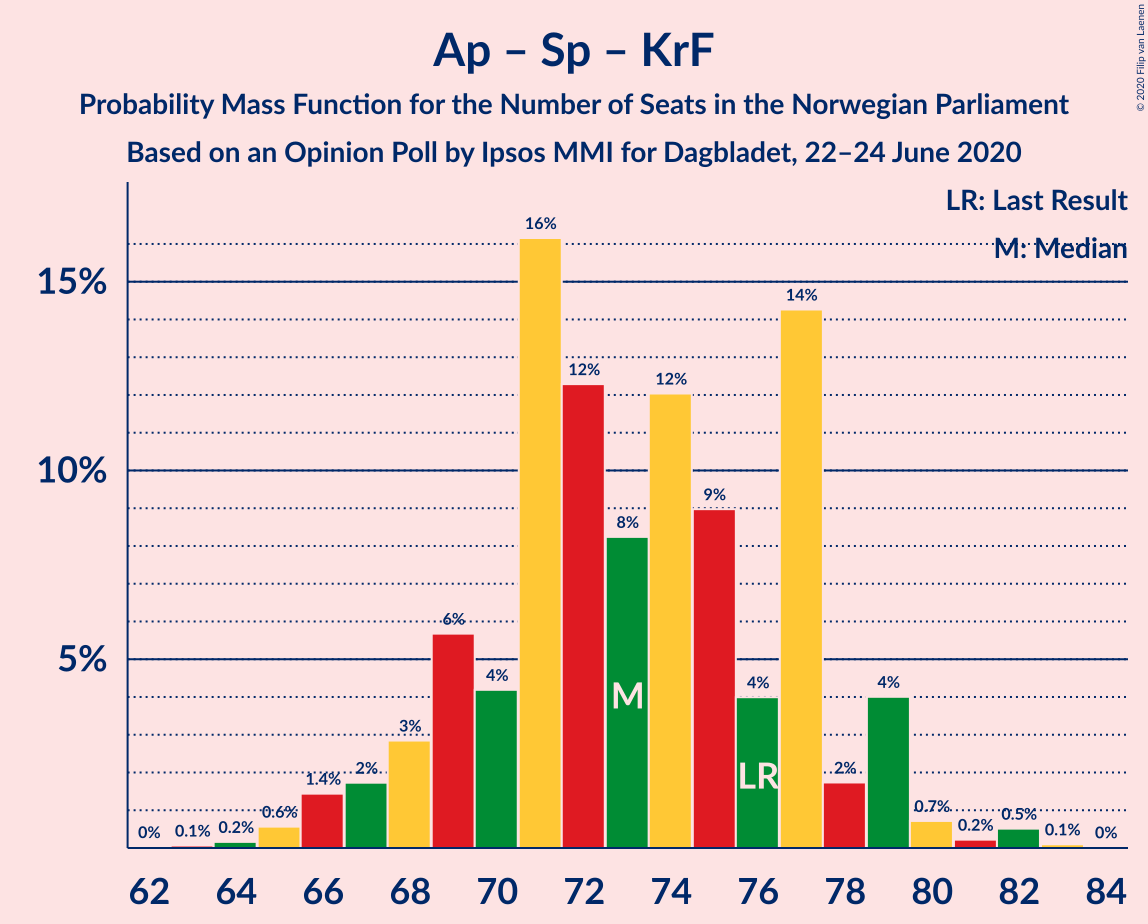 Ap – Sp – KrF
Probability Mass Function for the Number of Seats in the Norwegian Parliament
Based on an Opinion Poll by Ipsos MMI for Dagbladet, 22–24 June 2020
© 2020 Filip van Laenen
LR: Last Result
M: Median
15%
10%
5%
0%
0.1%
0.2%
0.6%
1.4%
2%
3%
6%
4%
16%
12%
8%
12%
9%
4%
14%
2%
4%
0.7%
0.2%
0.5%
0.1%
0%
M
LR
62 64 66 68 70 72 74 76 78 80 82 84